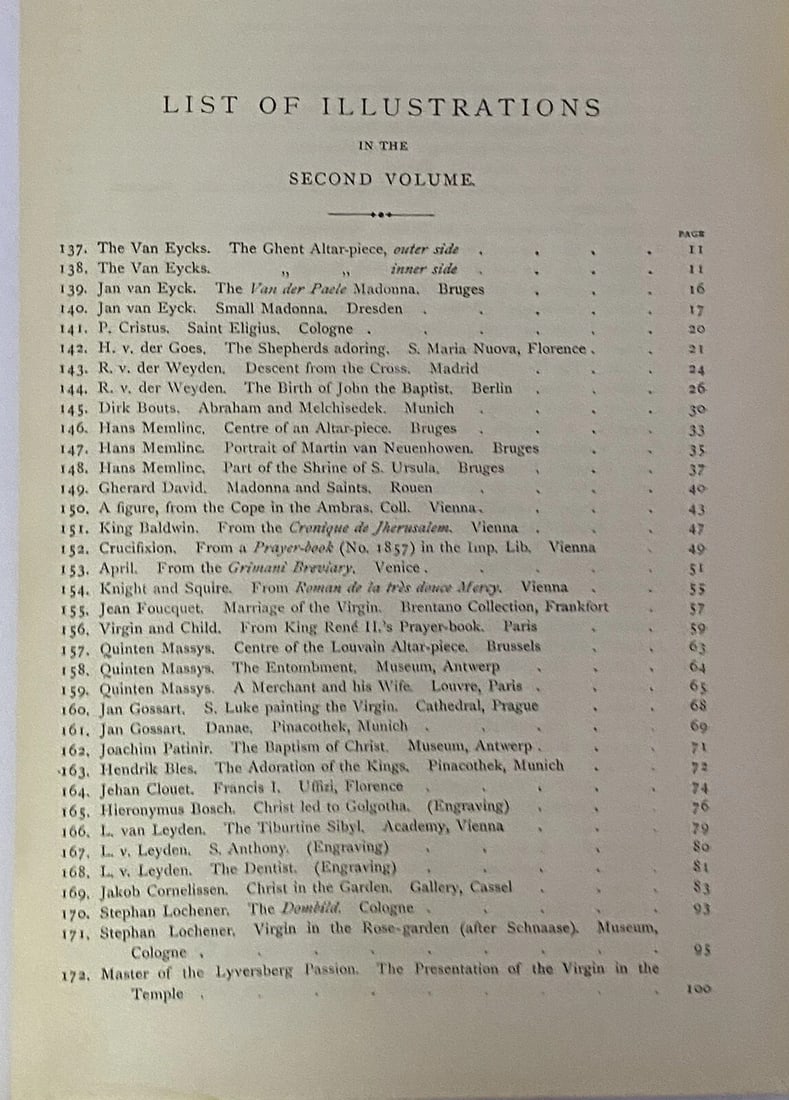 LIST OF ILLUSTRATIONS
IN THE
SECOND VOLUME.
PAGE
137. The Van Eycks. The Ghent Altar-piece, outer side . . . . 11
138. The Van Eycks. „ „ inner side . . . . 11
139. Jan van Eyck. The Van der Paele Madonna. Bruges . . . 16
140. Jan van Eyck. Small Madonna. Dresden . . . . . 17
141. P. Cristus. Saint Eligius. Cologne . . . . . . 20
142. H. v. der Goes. The Shepherds adoring. S. Maria Nuova, Florence . . 21
143. R. v. der Weyden. Descent from the Cross. Madrid . . . 24
144. R. v. der Weyden. The Birth of John the Baptist. Berlin . . . 26
145. Dirk Bouts. Abraham and Melchisedek. Munich . . . . 30
146. Hans Memlinc. Centre of an Altar-piece. Bruges . . . . 33
147. Hans Memlinc. Portrait of Martin van Neuenhowen. Bruges . . 35
148. Hans Memlinc. Part of the Shrine of S. Ursula. Bruges . . . 37
149. Gherard David. Madonna and Saints. Rouen . . . . 40
150. A figure, from the Cope in the Ambras. Coll. Vienna . . . . 43
151. King Baldwin. From the Cronique de Jherusalem. Vienna . . . 47
152. Crucifixion. From a Prayer-book (No. 1857) in the Imp. Lib. Vienna . 49
153. April. From the Grimani Breviary. Venice . . . . . 51
154. Knight and Squire. From Roman de la très douce Mercy. Vienna . . 55
155. Jean Foucquet. Marriage of the Virgin. Brentano Collection, Frankfort . 57
156. Virgin and Child. From King René II.'s Prayer-book. Paris . . 59
157. Quinten Massys. Centre of the Louvain Altar-piece. Brussels . . 63
158. Quinten Massys. The Entombment. Museum, Antwerp . . . 64
159. Quinten Massys. A Merchant and his Wife. Louvre, Paris . . . 65
160. Jan Gossart. S. Luke painting the Virgin. Cathedral, Prague . . 68
161. Jan Gossart. Danae. Pinacothek, Munich . . . . . 69
162. Joachim Patinir. The Baptism of Christ. Museum, Antwerp . . . 71
163. Hendrik Bles. The Adoration of the Kings. Pinacothek, Munich . . 72
164. Jehan Clouet. Francis I. Uffizi, Florence . . . . . 74
165. Hieronymus Bosch. Christ led to Golgotha. (Engraving) . . . 76
166. L. van Leyden. The Tiburtine Sibyl. Academy, Vienna . . . 79
167. L. v. Leyden. S. Anthony. (Engraving) . . . . . 80
168. L. v. Leyden. The Dentist. (Engraving) . . . . . 81
169. Jakob Cornelissen. Christ in the Garden. Gallery, Cassel . . . 83
170. Stephan Lochener. The Dombild. Cologne . . . . . 93
171. Stephan Lochener. Virgin in the Rose-garden (after Schnaase). Museum,
Cologne . . . . . . . . 95
172. Master of the Lyversberg Passion. The Presentation of the Virgin in the
Temple . . . . . . . . 100